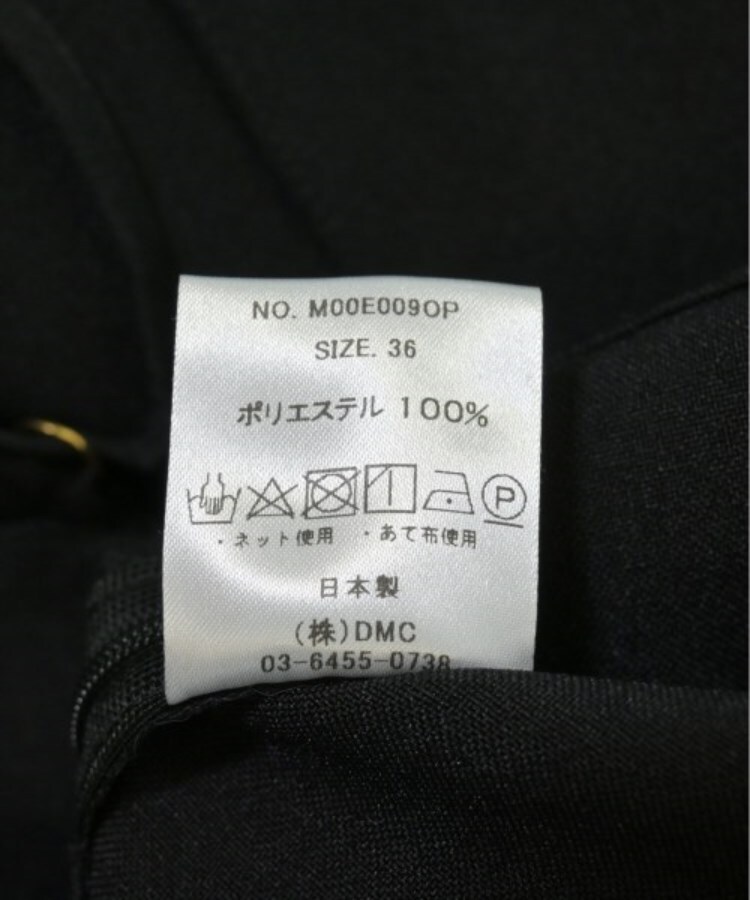 NO. M00E009OP
SIZE. 36
ポリエステル 100%
P
・ネット使用 ・あて布使用
日本製
(株)DMC
03-6455-0738